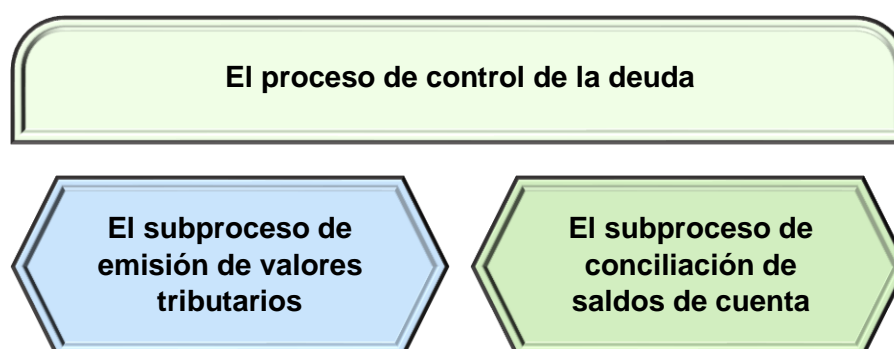 El proceso de control de la deuda
El subproceso de
emisión de valores
tributarios
El subproceso de
conciliación de
saldos de cuenta